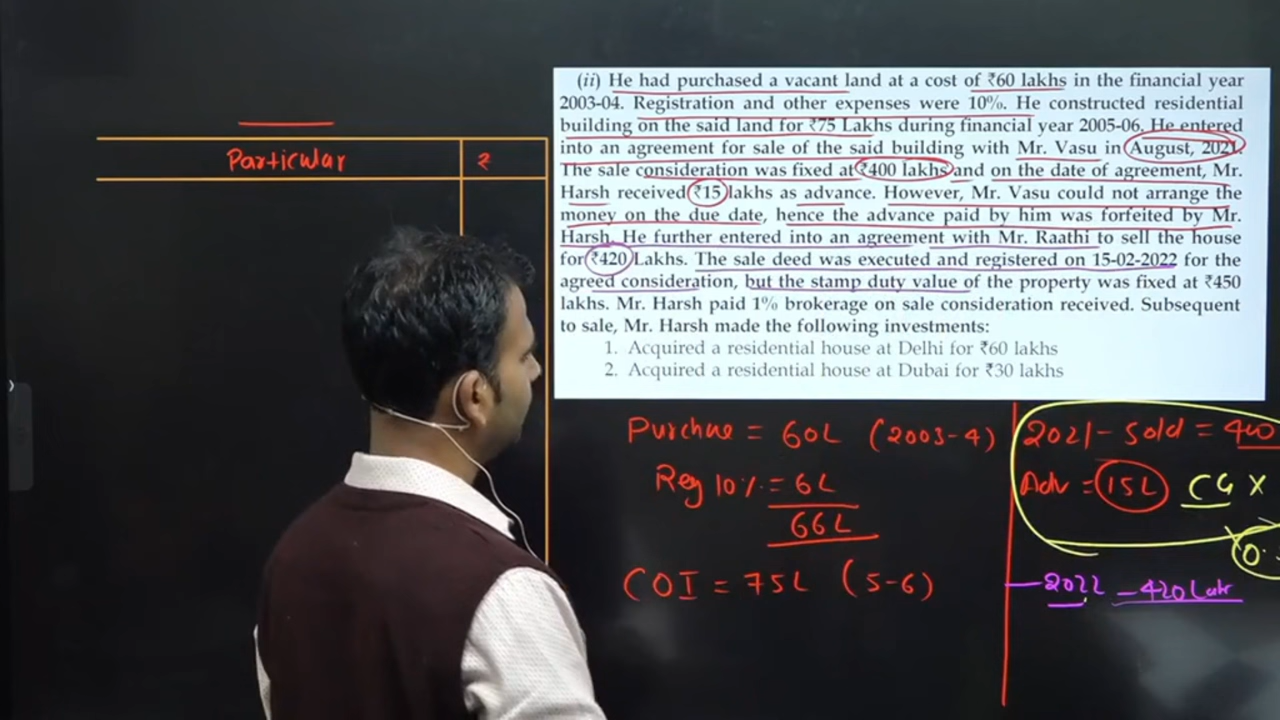 Particular ₹
(ii) He had purchased a vacant land at a cost of ₹60 lakhs in the financial year
2003-04. Registration and other expenses were 10%. He constructed residential
building on the said land for ₹75 Lakhs during financial year 2005-06. He entered
into an agreement for sale of the said building with Mr. Vasu in August, 2021.
The sale consideration was fixed at ₹400 lakhs and on the date of agreement, Mr.
Harsh received ₹15 lakhs as advance. However, Mr. Vasu could not arrange the
money on the due date, hence the advance paid by him was forfeited by Mr.
Harsh. He further entered into an agreement with Mr. Raathi to sell the house
for ₹420 Lakhs. The sale deed was executed and registered on 15-02-2022 for the
agreed consideration, but the stamp duty value of the property was fixed at ₹450
lakhs. Mr. Harsh paid 1% brokerage on sale consideration received. Subsequent
to sale, Mr. Harsh made the following investments:
1. Acquired a residential house at Delhi for ₹60 lakhs
2. Acquired a residential house at Dubai for ₹30 lakhs
Purchae = 60L (2003-4)
Reg 10% = 6L
66L
COI = 75L (5-6)
2021 - Sold = 400
Adv = 15L CG X
2022 - 420 Lakh